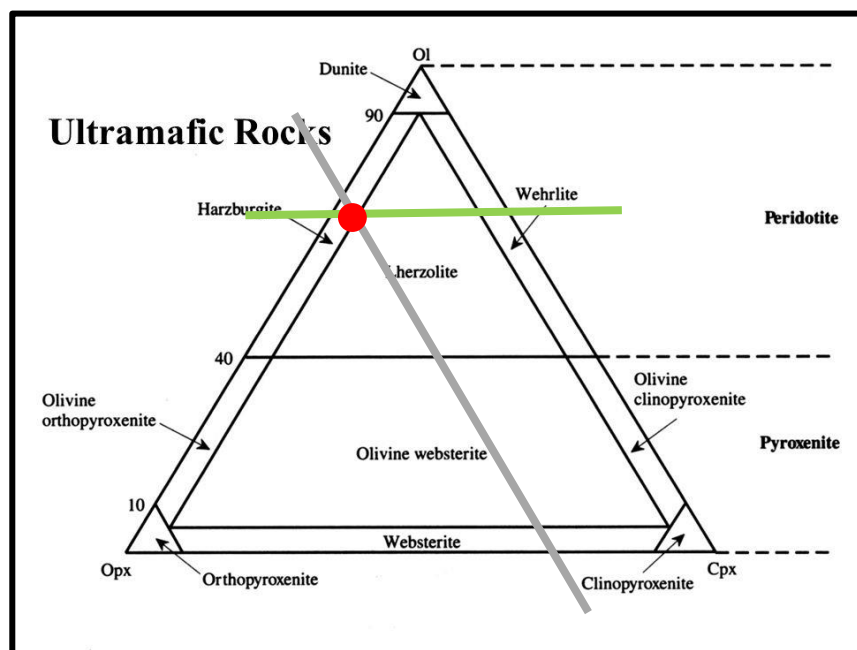 Ol
Dunite
90
Ultramafic Rocks
Harzburgite
Wehrlite
Peridotite
Lherzolite
40
Olivine
orthopyroxenite
Olivine
clinopyroxenite
Olivine websterite
Pyroxenite
10
Websterite
Opx
Orthopyroxenite
Clinopyroxenite
Cpx